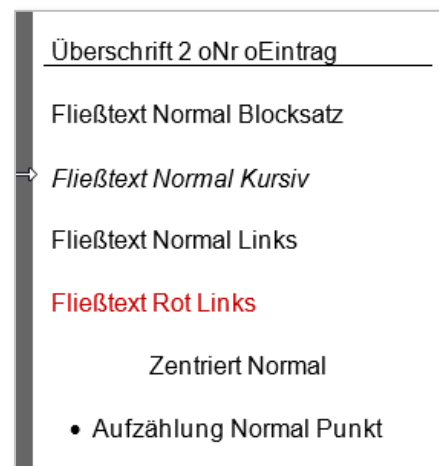 Überschrift 2 oNr oEintrag
Fließtext Normal Blocksatz
Fließtext Normal Kursiv
Fließtext Normal Links
Fließtext Rot Links
Zentriert Normal
• Aufzählung Normal Punkt